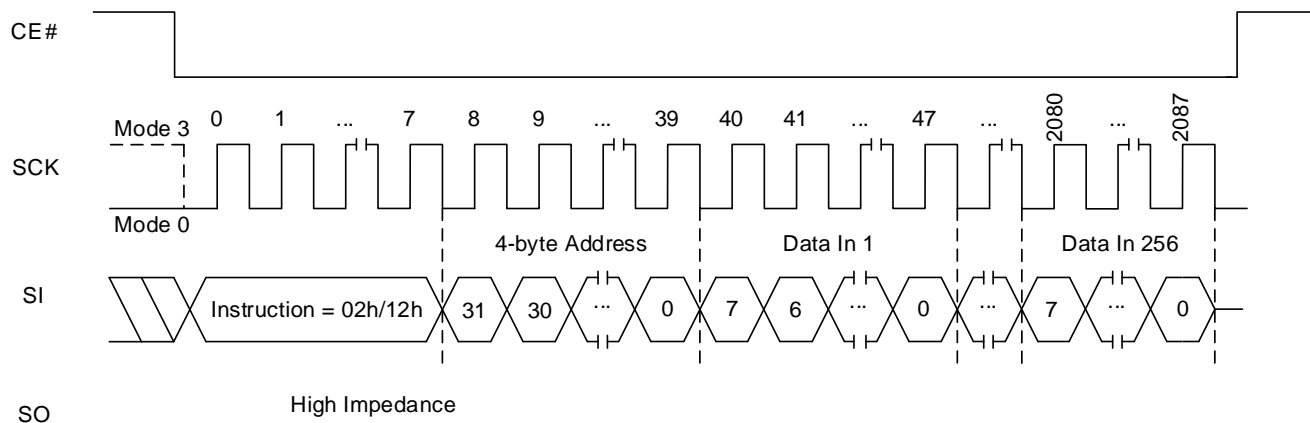 CE#
Mode 3 0 1 ... 7 8 9 ... 39 40 41 ... 47 ... 2080 ... 2087
SCK
Mode 0
4-byte Address Data In 1 Data In 256
SI Instruction = 02h/12h 31 30 ... 0 7 6 ... 0 ... 7 ... 0
High Impedance
SO